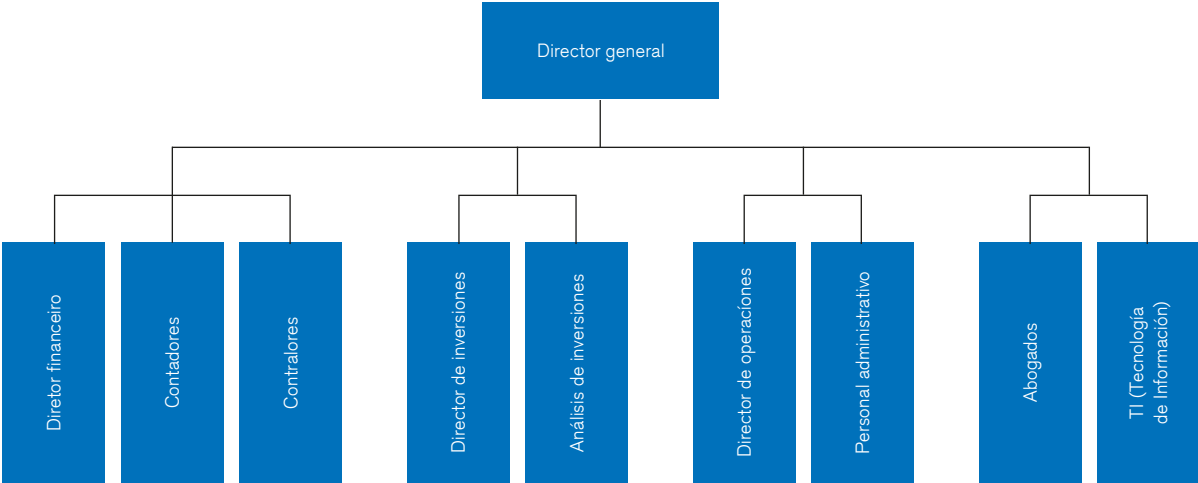 Director general
Diretor financeiro
Contadores
Contralores
Director de inversiones
Análisis de inversiones
Director de operacíones
Personal administrativo
Abogados
TI (Tecnología
de Información)